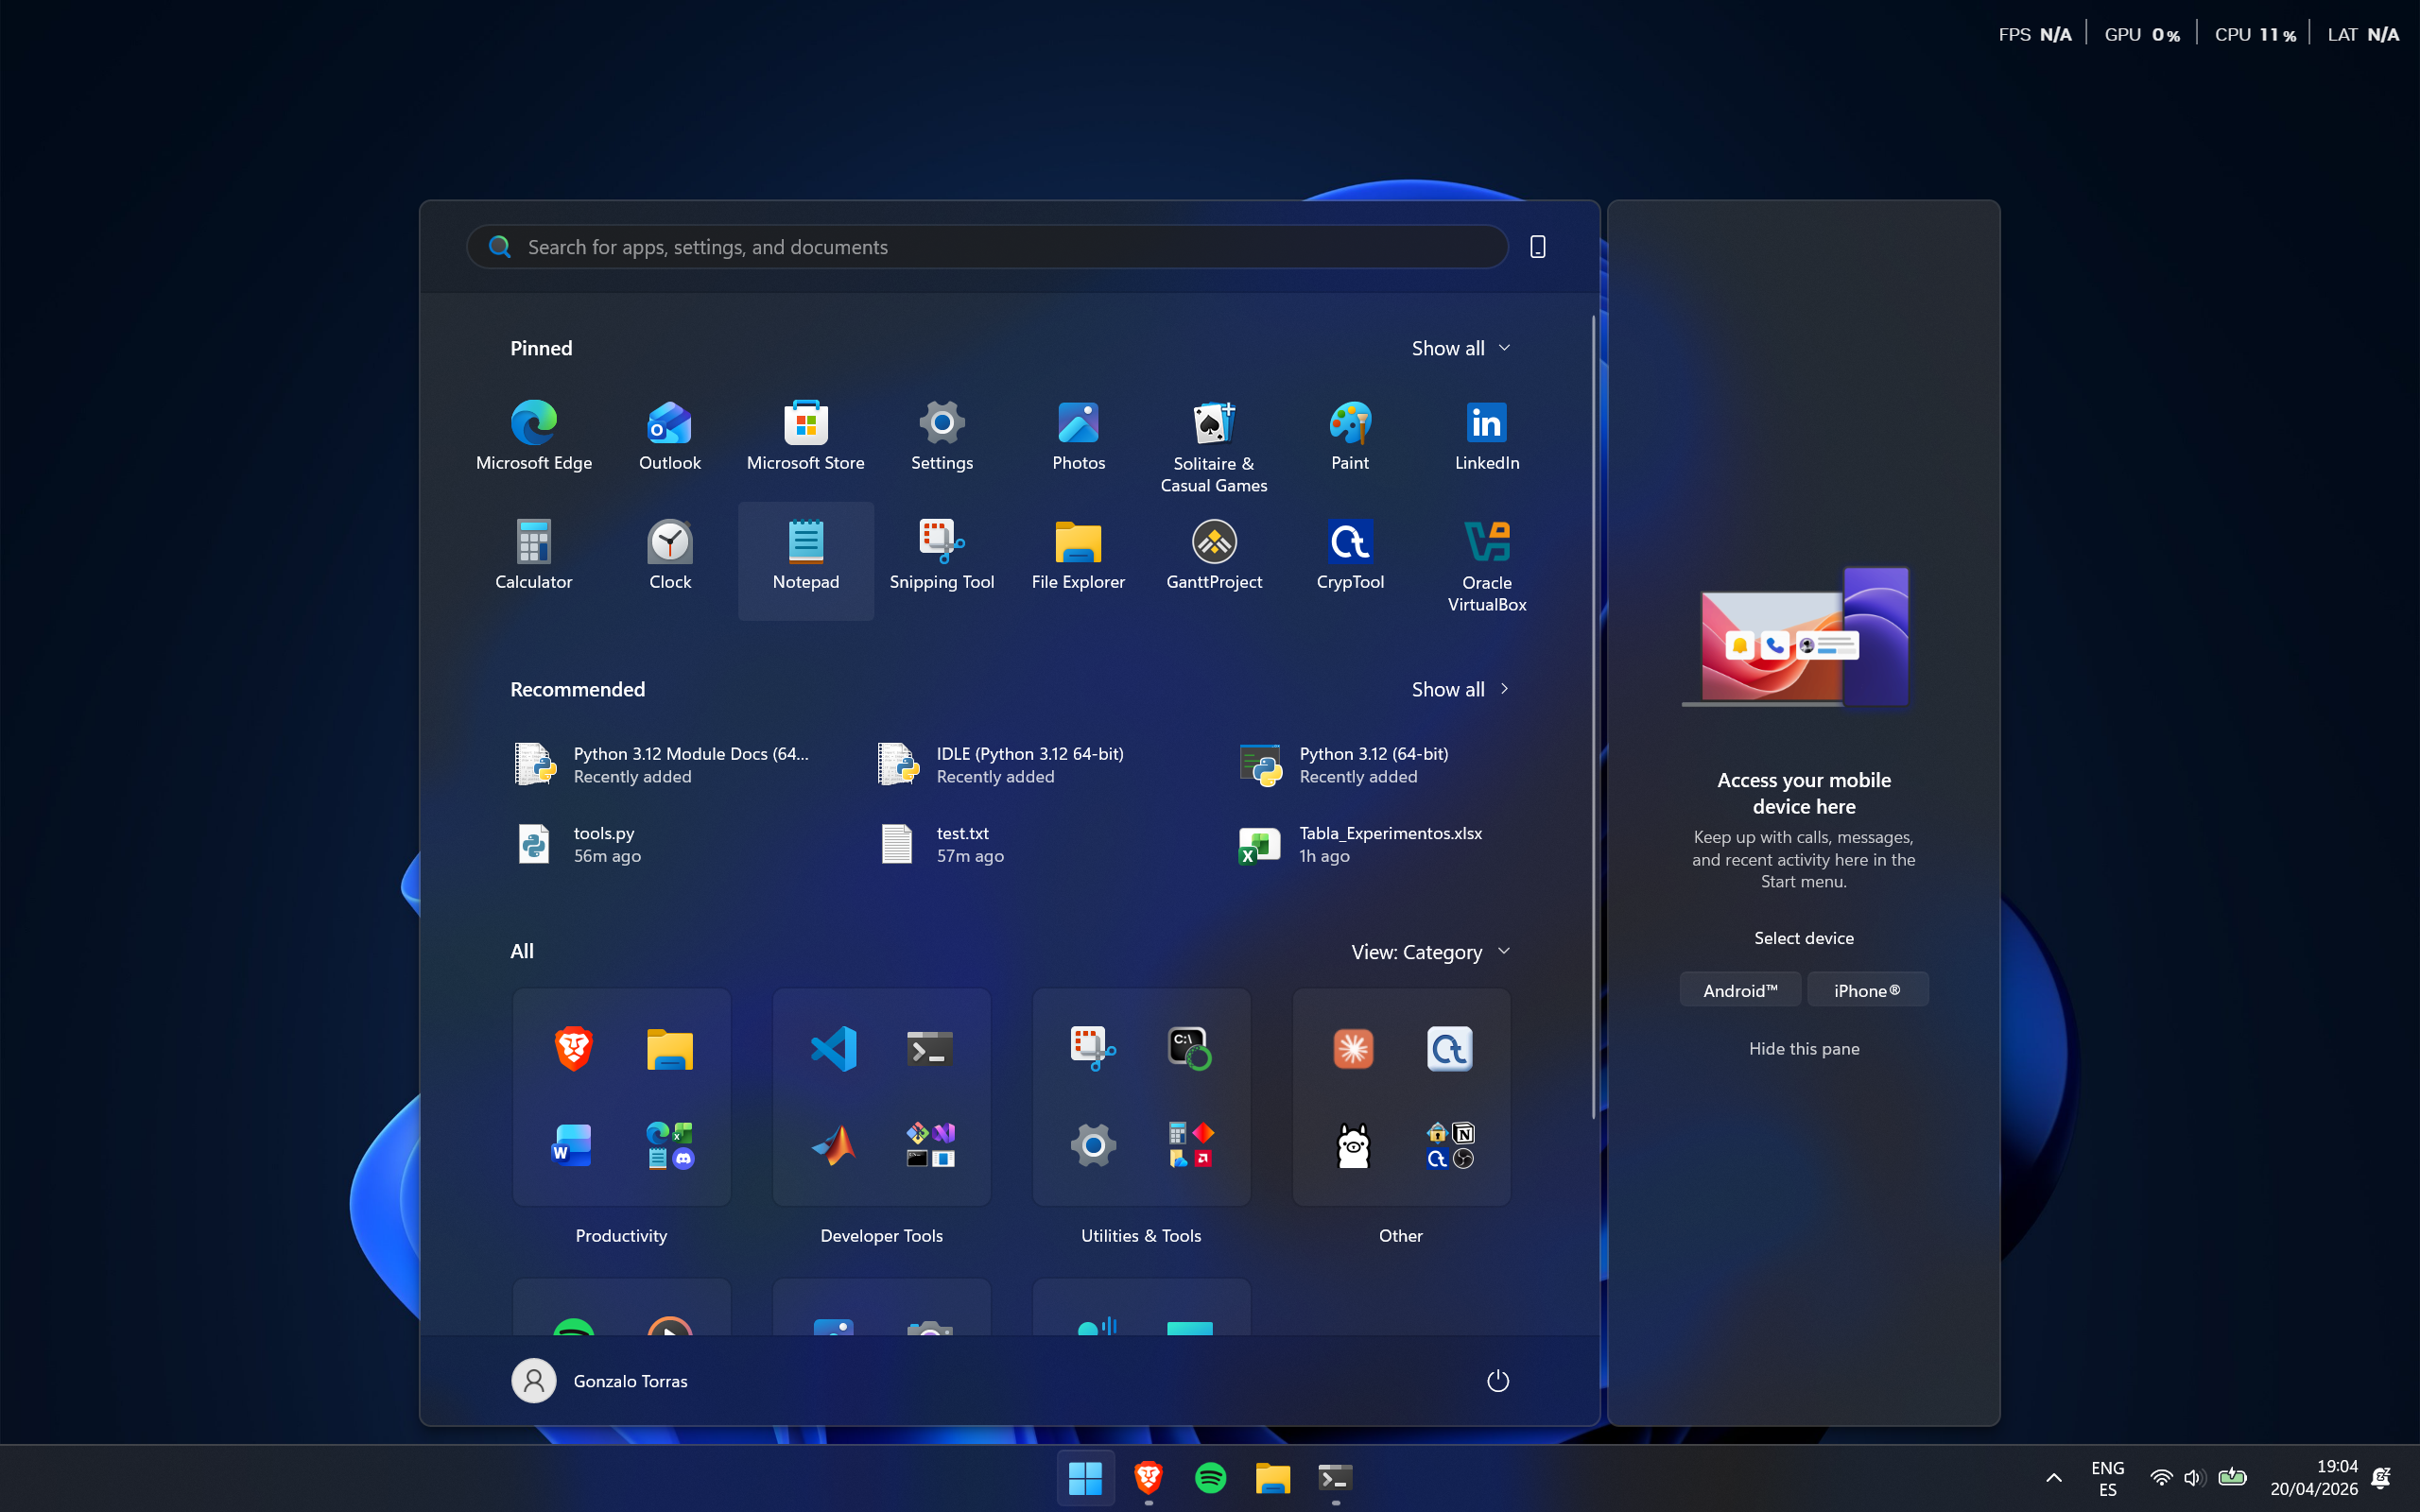 FPS N/A | GPU 0% | CPU 11% | LAT N/A
Search for apps, settings, and documents
Pinned
Show all
Microsoft Edge
Outlook
Microsoft Store
Settings
Photos
Solitaire &
Casual Games
Paint
LinkedIn
Calculator
Clock
Notepad
Snipping Tool
File Explorer
GanttProject
CrypTool
Oracle
VirtualBox
Recommended
Show all
Python 3.12 Module Docs (64...
Recently added
IDLE (Python 3.12 64-bit)
Recently added
Python 3.12 (64-bit)
Recently added
tools.py
56m ago
test.txt
57m ago
Tabla_Experimentos.xlsx
1h ago
All
View: Category
Productivity
Developer Tools
Utilities & Tools
Other
Gonzalo Torras
Access your mobile
device here
Keep up with calls, messages,
and recent activity here in the
Start menu.
Select device
Android™
iPhone®
Hide this pane
ENG
ES
19:04
20/04/2026